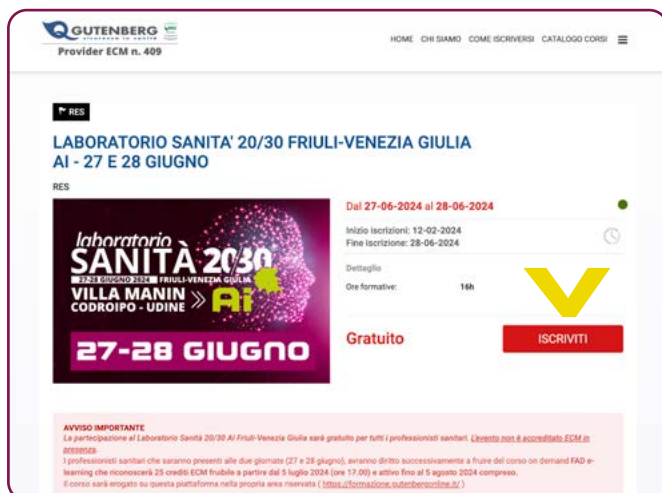 GUTENBERG
sicurezza in sanità
Provider ECM n. 409
HOME CHI SIAMO COME ISCRIVERSI CATALOGO CORSI
RES
LABORATORIO SANITA' 20/30 FRIULI-VENEZIA GIULIA
AI - 27 E 28 GIUGNO
RES
laboratorio
SANITÀ 20/30
27-28 GIUGNO 2024 FRIULI-VENEZIA GIULIA
VILLA MANIN
CODROIPO - UDINE
Ai
27-28 GIUGNO
Dal 27-06-2024 al 28-06-2024
Inizio iscrizioni: 12-02-2024
Fine iscrizione: 28-06-2024
Dettaglio
Ore formative: 16h
Gratuito
ISCRIVITI
AVVISO IMPORTANTE
La partecipazione al Laboratorio Sanità 20/30 AI Friuli-Venezia Giulia sarà gratuito per tutti i professionisti sanitari. L'evento non è accreditato ECM in
presenza.
I professionisti sanitari che saranno presenti alle due giornate (27 e 28 giugno), avranno diritto successivamente a fruire del corso on demand FAD e-
learning che riconoscerà 25 crediti ECM fruibile a partire dal 5 luglio 2024 (ore 17.00) e attivo fino al 5 agosto 2024 compreso.
Il corso sarà erogato su questa piattaforma nella propria area riservata ( https://formazione.gutenbergonline.it/ )